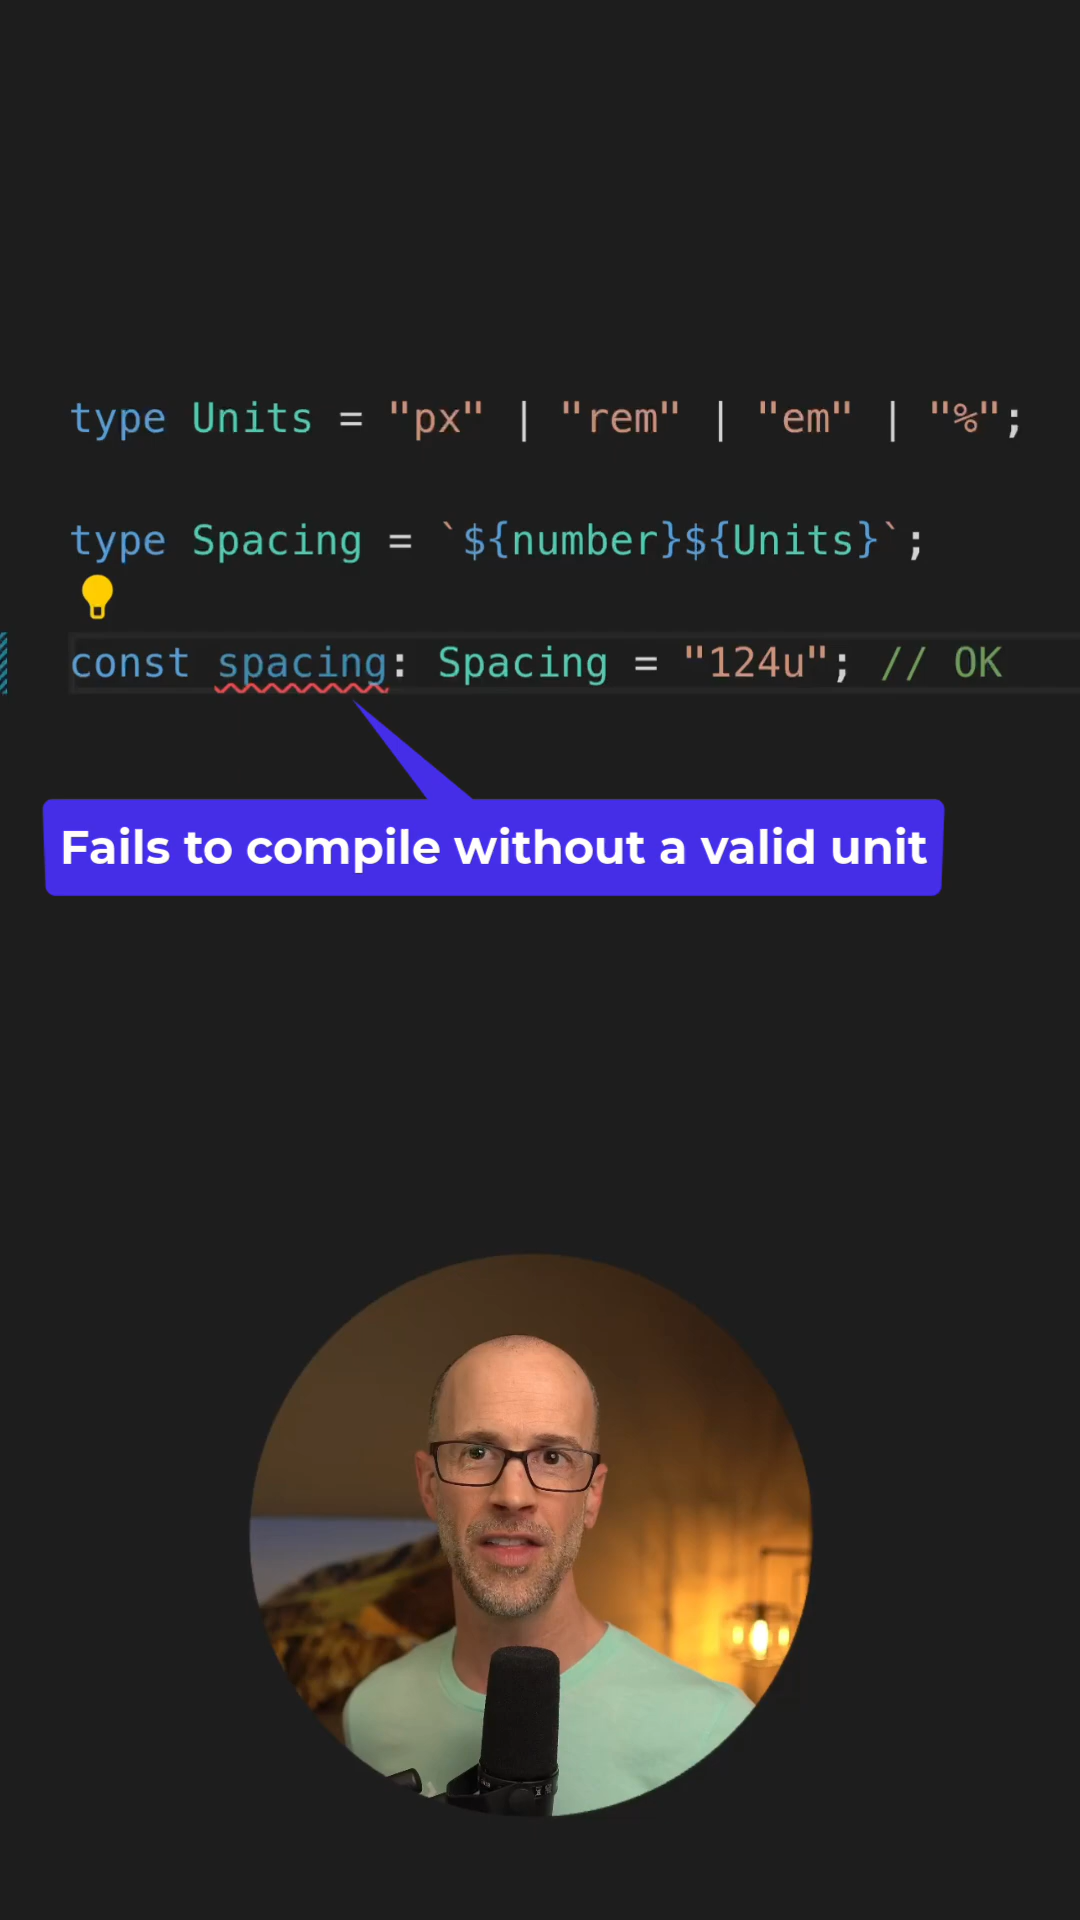 type Units = "px" | "rem" | "em" | "%";
type Spacing = `${number}${Units}`;
const spacing: Spacing = "124u"; // OK
Fails to compile without a valid unit